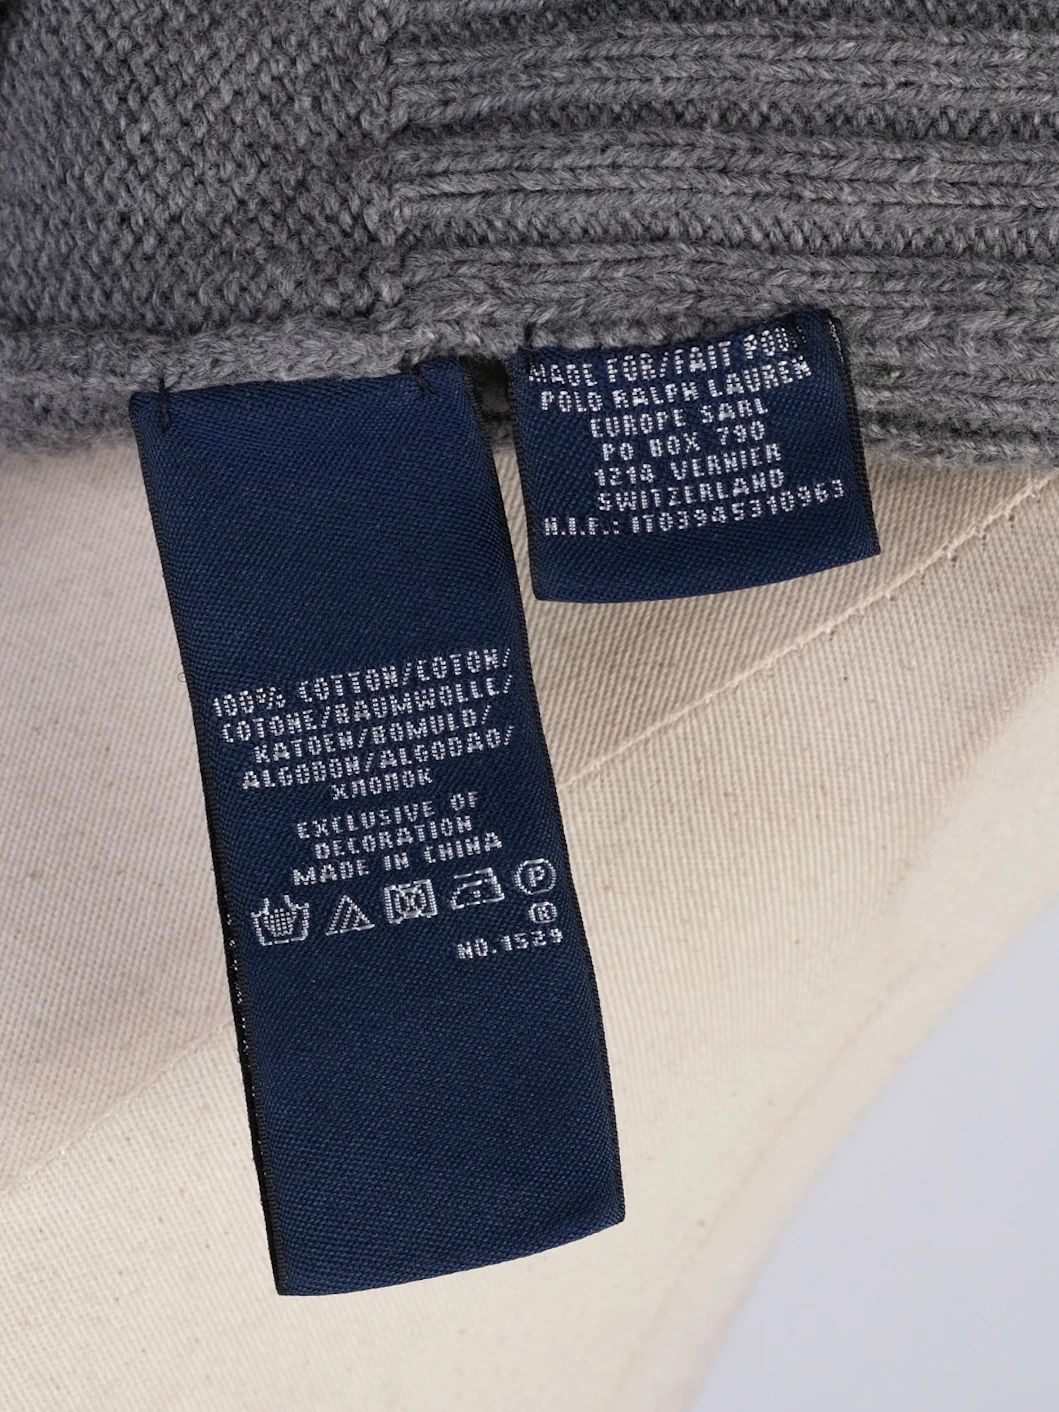 MADE FOR/FAIT POUR
POLO RALPH LAUREN
EUROPE SARL
PO BOX 790
1214 VERNIER
SWITZERLAND
N.I.F.: IT03945310963
100% COTTON/COTON/
COTONE/BAUMWOLLE/
KATOEN/BOMULD/
ALGODON/ALGODAO/
ХЛОПОК
EXCLUSIVE OF
DECORATION
MADE IN CHINA
P
®
NO.1529